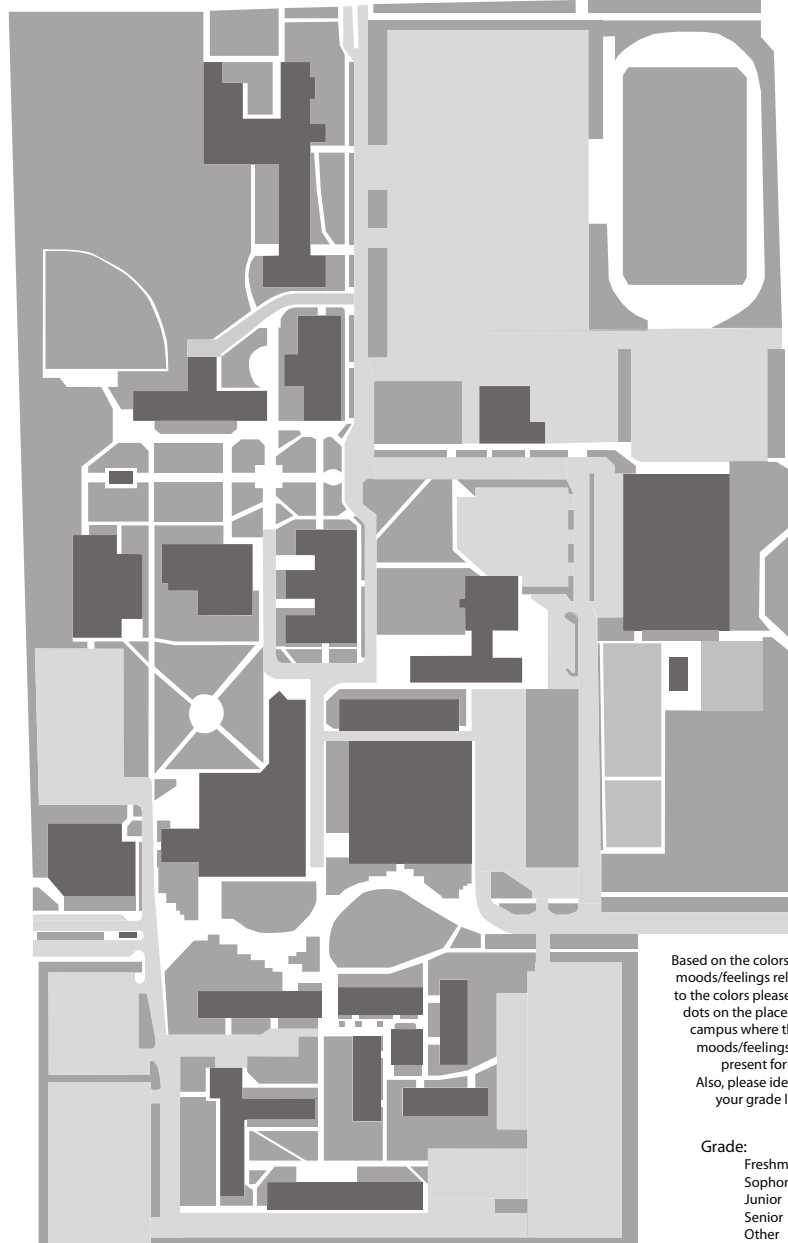 Based on the colors
moods/feelings rel
to the colors please
dots on the place
campus where th
moods/feelings
present for
Also, please ide
your grade l
Grade:
Freshm
Sophor
Junior
Senior
Other